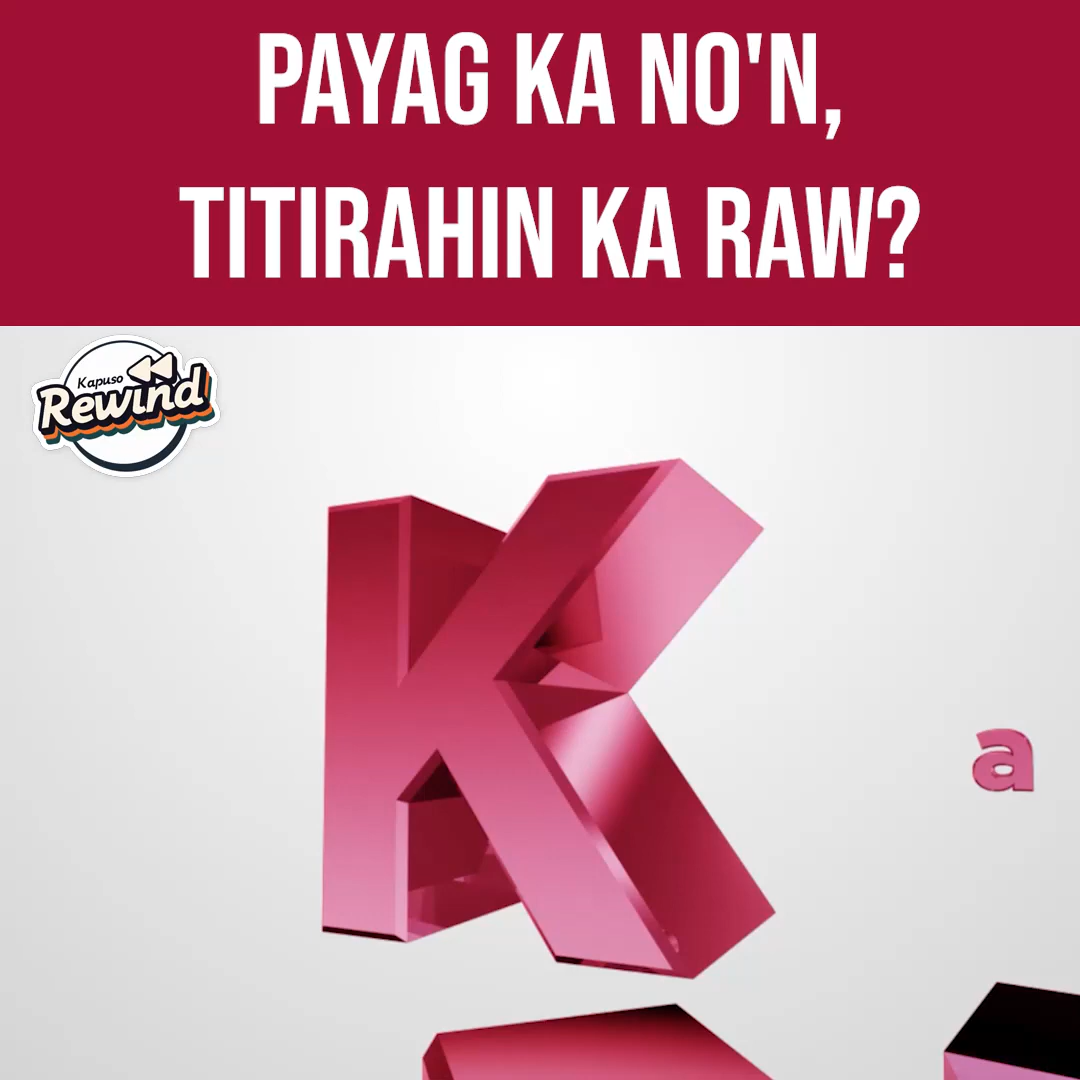 PAYAG KA NO'N,
TITIRAHIN KA RAW?
Kapuso
Rewind
K
a